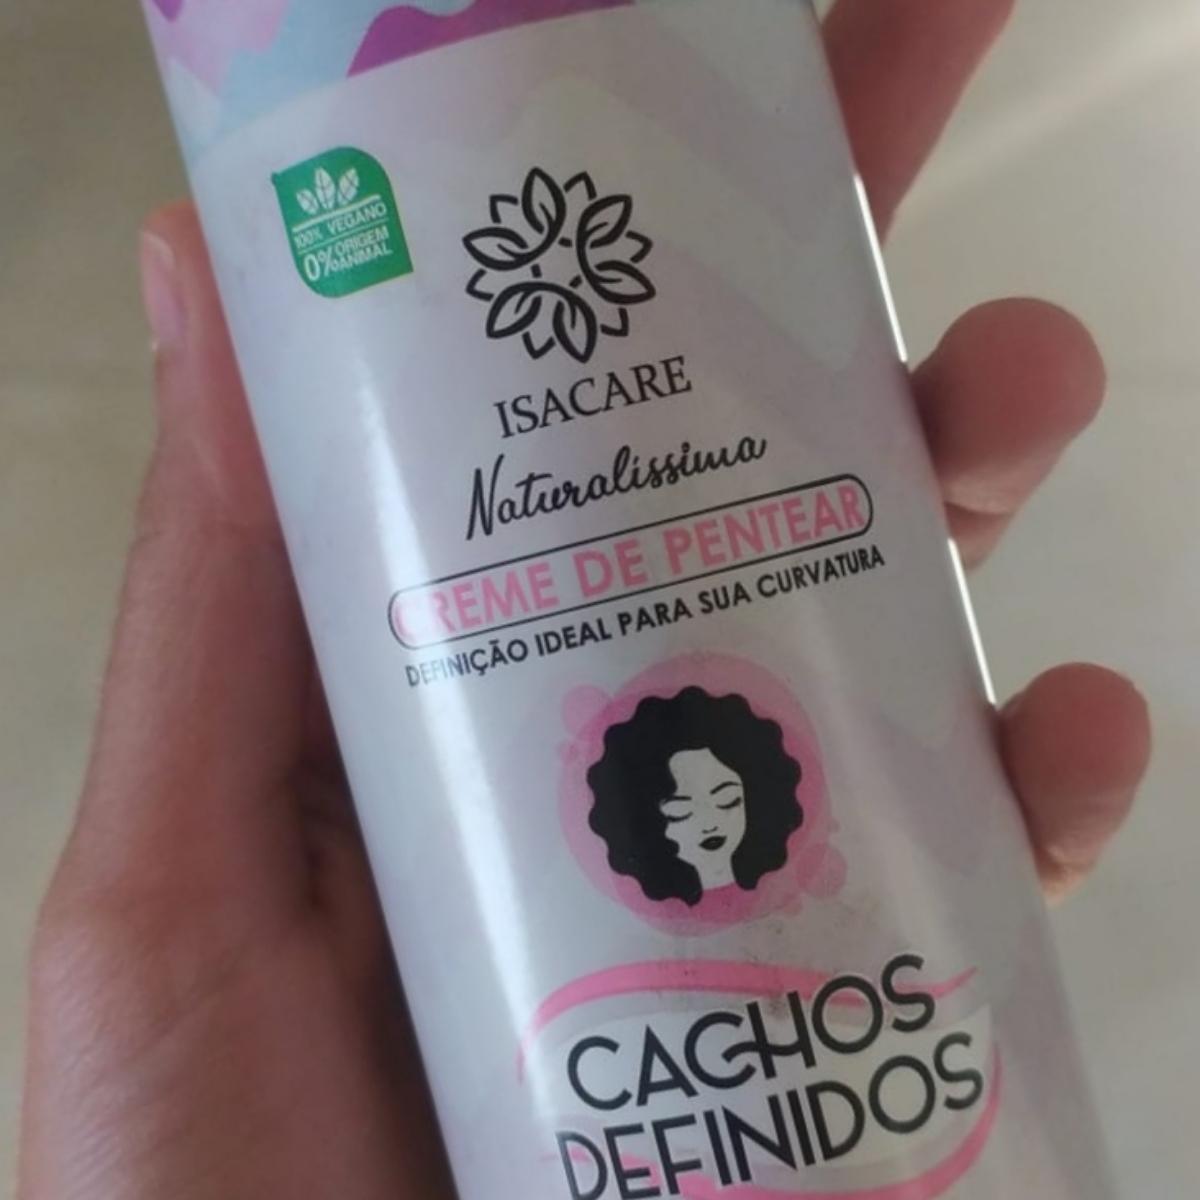 100% VEGANO
0% ORIGEM ANIMAL
ISACARE
Naturalíssima
CREME DE PENTEAR
DEFINIÇÃO IDEAL PARA SUA CURVATURA
CACHOS
DEFINIDOS